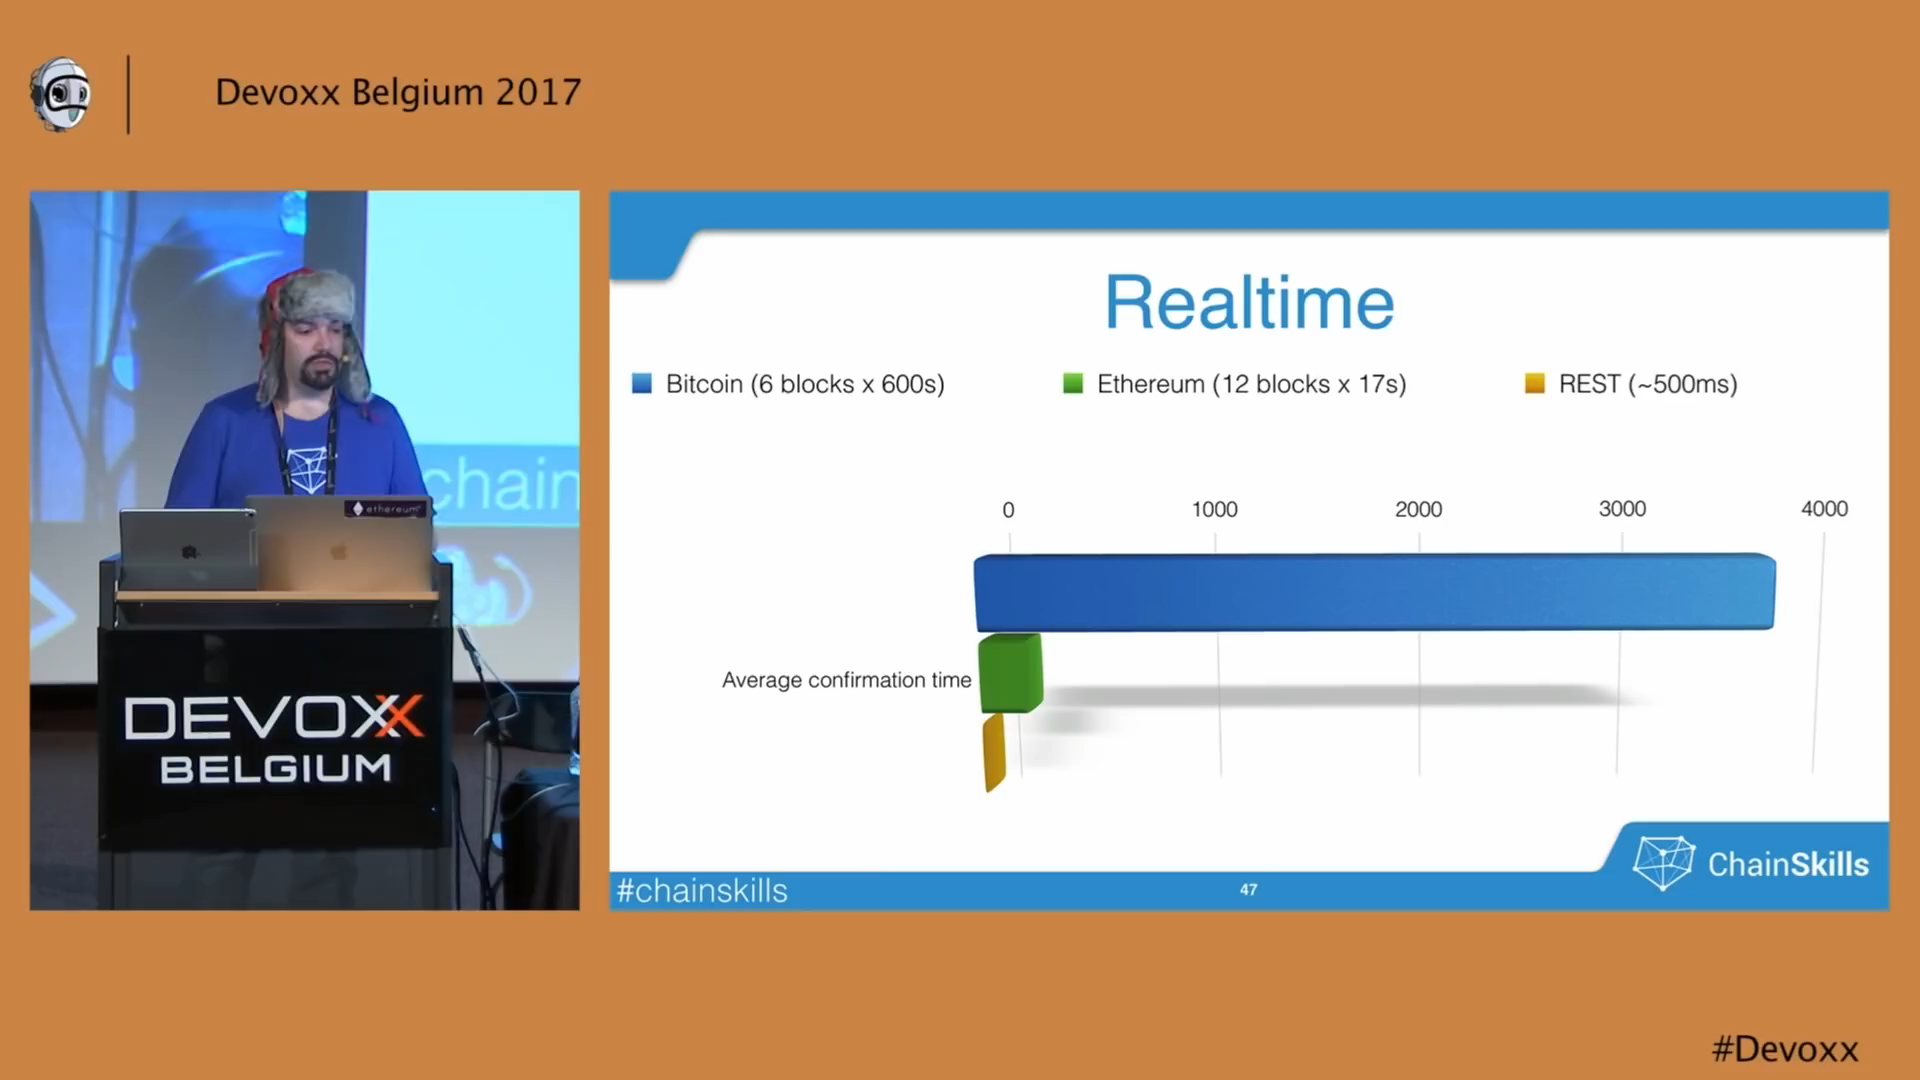 Devoxx Belgium 2017
chain
ethereum
DEVOXX
BELGIUM
Realtime
Bitcoin (6 blocks x 600s)
Ethereum (12 blocks x 17s)
REST (~500ms)
0
1000
2000
3000
4000
Average confirmation time
ChainSkills
#chainskills
47
#Devoxx